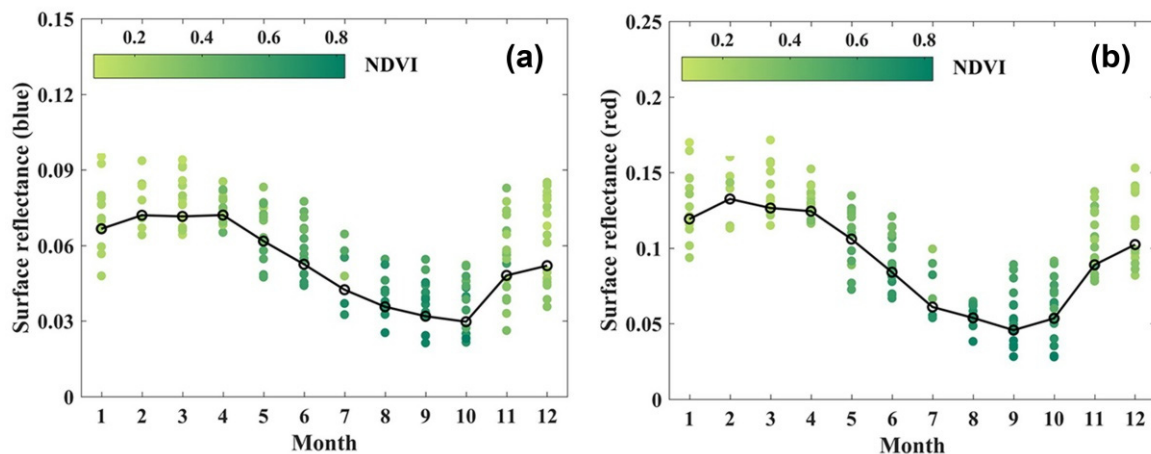 0.15
0.2 0.4 0.6 0.8
NDVI
(a)
0.12
0.09
0.06
0.03
0
Surface reflectance (blue)
1 2 3 4 5 6 7 8 9 10 11 12
Month
0.25
0.2 0.4 0.6 0.8
NDVI
(b)
0.2
0.15
0.1
0.05
0
Surface reflectance (red)
1 2 3 4 5 6 7 8 9 10 11 12
Month